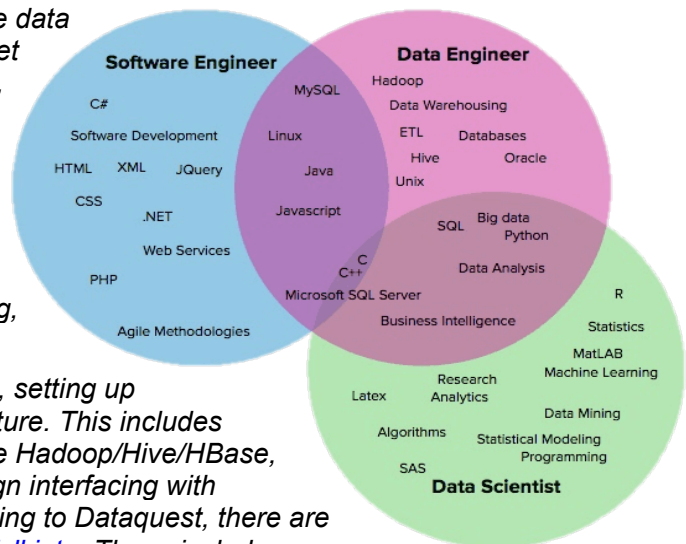 e data
et
Software Engineer
C#
Software Development
HTML XML JQuery
CSS
.NET
Web Services
PHP
Agile Methodologies
MySQL
Linux
Java
Javascript
C
C++
Microsoft SQL Server
Data Engineer
Hadoop
Data Warehousing
ETL Databases
Hive Oracle
Unix
SQL Big data
Python
Data Analysis
Business Intelligence
R
Statistics
MatLAB
Machine Learning
Research
Latex Analytics
Data Mining
Algorithms
Statistical Modeling
Programming
SAS
Data Scientist
g,
, setting up
ture. This includes
e Hadoop/Hive/HBase,
gn interfacing with
ing to Dataquest, there are